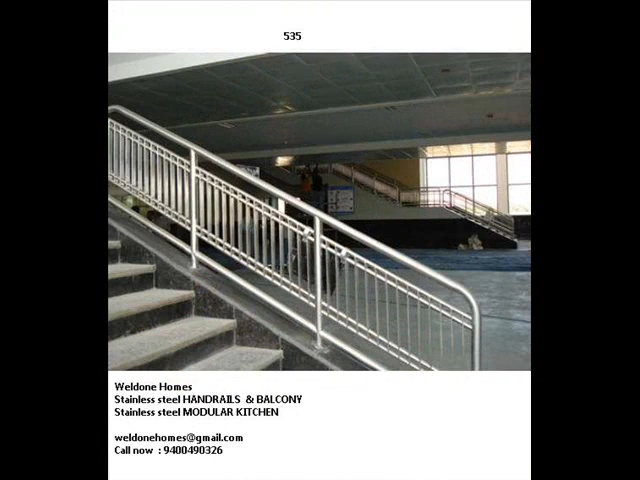 535
Weldone Homes
Stainless steel HANDRAILS & BALCONY
Stainless steel MODULAR KITCHEN
weldonehomes@gmail.com
Call now : 9400490326